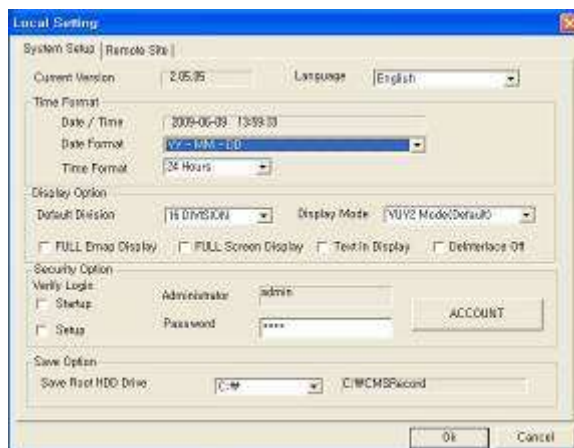 Local Setting
System Setup | Remote Site |
Current Version 2.05.05 Language English
Time Format
Date / Time 2009-06-09 13:59:33
Date Format YY - MM - DD
Time Format 24 Hours
Display Option
Default Division 16 DIVISION Display Mode YUY2 Mode(Default)
FULL Emap Display FULL Screen Display Text In Display DeInterlace Off
Security Option
Verify Login
Startup Administrator admin
ACCOUNT
Setup Password ****
Save Option
Save Root HDD Drive C:₩ C:₩CMSRecord
Ok Cancel